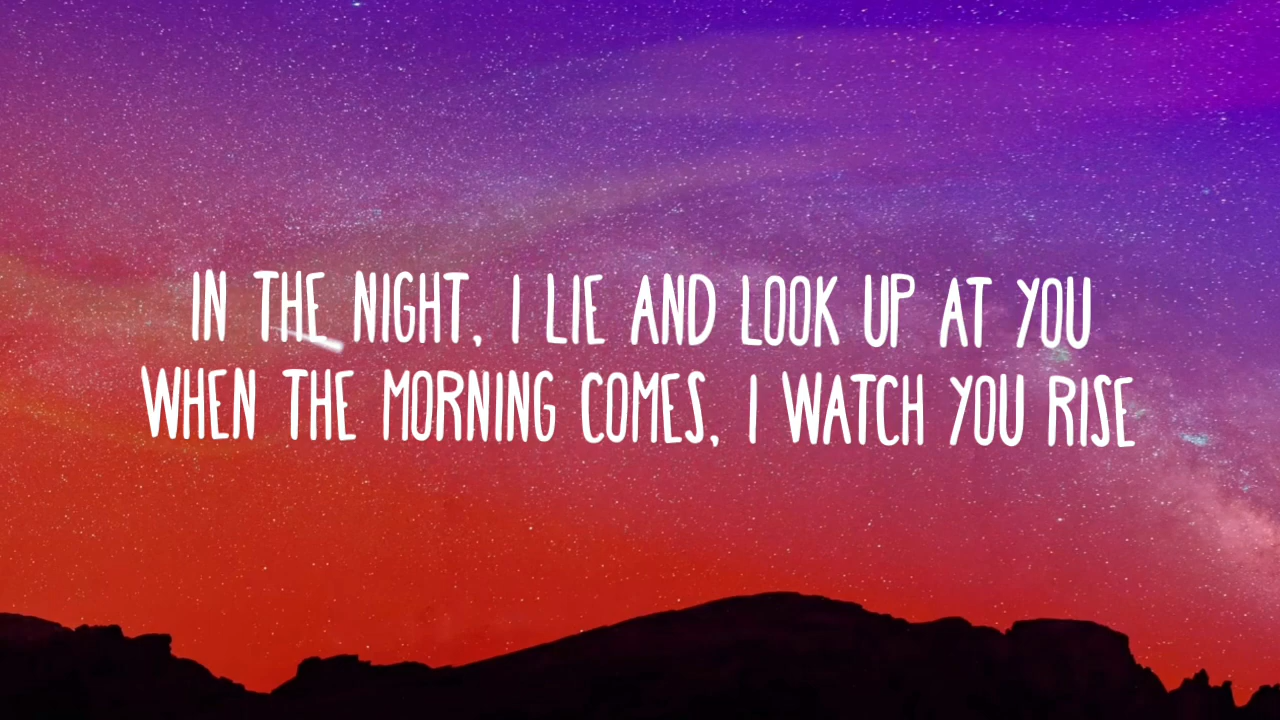 IN THE NIGHT, I LIE AND LOOK UP AT YOU
WHEN THE MORNING COMES, I WATCH YOU RISE